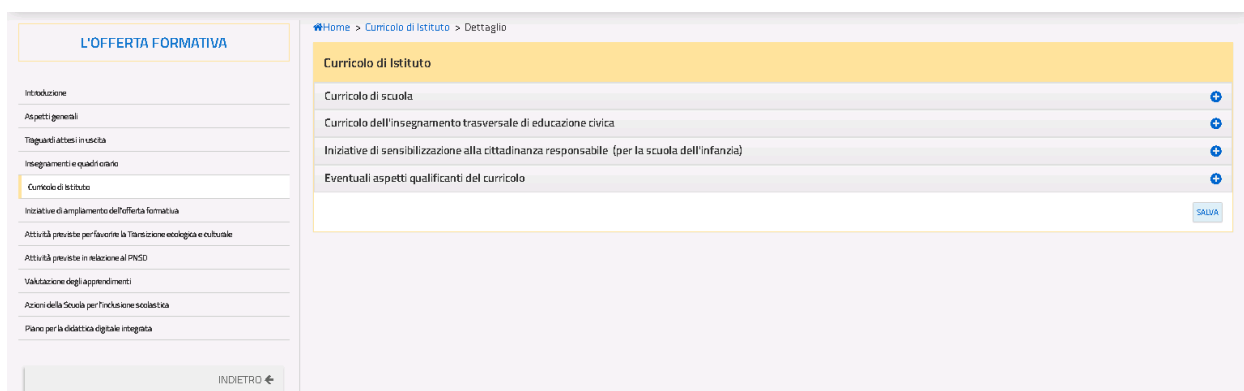 L'OFFERTA FORMATIVA
Introduzione
Aspetti generali
Traguardi attesi in uscita
Insegnamenti e quadri orario
Curricolo di Istituto
Iniziative di ampliamento dell'offerta formativa
Attività previste per favorire la Transizione ecologica e culturale
Attività previste in relazione al PNSD
Valutazione degli apprendimenti
Azioni della Scuola per l'inclusione scolastica
Piano per la didattica digitale integrata
INDIETRO
Home > Curricolo di Istituto > Dettaglio
Curricolo di Istituto
Curricolo di scuola
Curricolo dell'insegnamento trasversale di educazione civica
Iniziative di sensibilizzazione alla cittadinanza responsabile (per la scuola dell'infanzia)
Eventuali aspetti qualificanti del curricolo
SALVA